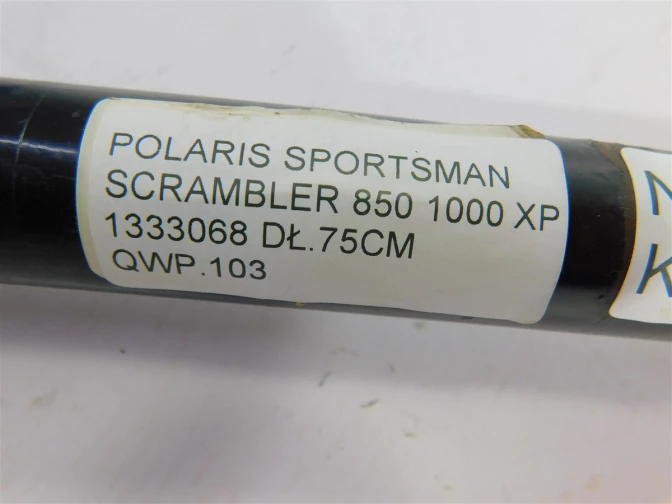 POLARIS SPORTSMAN
SCRAMBLER 850 1000 XP
1333068 DŁ.75CM
QWP.103
N
K